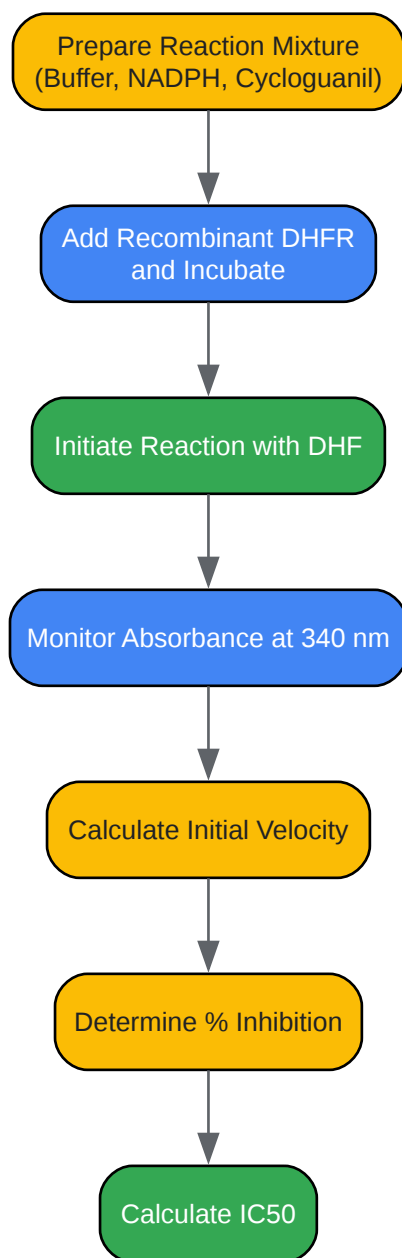 Prepare Reaction Mixture
(Buffer, NADPH, Cycloguanil)
Add Recombinant DHFR
and Incubate
Initiate Reaction with DHF
Monitor Absorbance at 340 nm
Calculate Initial Velocity
Determine % Inhibition
Calculate IC50